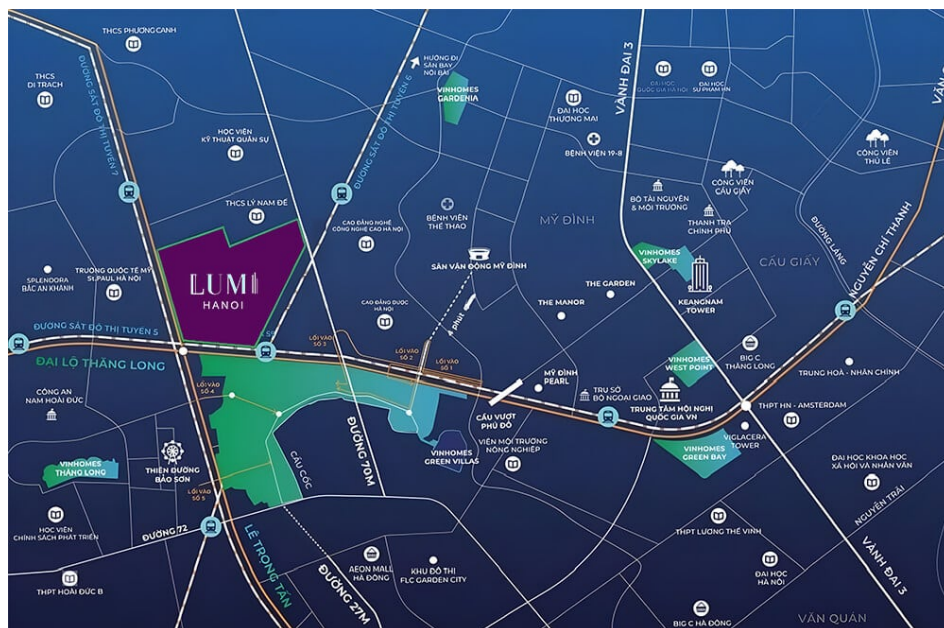 THCS PHƯƠNG CANH
THCS
DI TRẠCH
ĐƯỜNG SẮT ĐÔ THỊ TUYẾN 7
HỌC VIỆN
KỸ THUẬT QUÂN SỰ
THCS LÝ NAM ĐẾ
ĐƯỜNG SẮT ĐÔ THỊ TUYẾN 6
HƯỚNG ĐI
SÂN BAY
NỘI BÀI
VINHOMES
GARDENIA
ĐẠI HỌC
THƯƠNG MẠI
BỆNH VIỆN 19-8
VÀNH ĐAI 3
ĐẠI HỌC
QUỐC GIA HÀ NỘI
ĐẠI HỌC
SƯ PHẠM HN
CÔNG VIÊN
THỦ LỆ
CÔNG VIÊN
CẦU GIẤY
BỘ TÀI NGUYÊN
& MÔI TRƯỜNG
THANH TRA
CHÍNH PHỦ
MỸ ĐÌNH
CẦU GIẤY
ĐƯỜNG LÁNG
NGUYỄN CHÍ THANH
CAO ĐẲNG NGHỀ
CÔNG NGHỆ CAO HÀ NỘI
BỆNH VIỆN
THỂ THAO
SÂN VẬN ĐỘNG MỸ ĐÌNH
VINHOMES
SKYLAKE
KEANGNAM
TOWER
THE GARDEN
THE MANOR
SPLENDORA
BẮC AN KHÁNH
TRƯỜNG QUỐC TẾ MỸ
St.PAUL HÀ NỘI
LUMI
HANOI
CAO ĐẲNG DƯỢC
HÀ NỘI
4 phút
ĐƯỜNG SẮT ĐÔ THỊ TUYẾN 5
ĐẠI LỘ THĂNG LONG
LỐI VÀO
SỐ 3
LỐI VÀO
SỐ 2
LỐI VÀO
SỐ 1
LỐI VÀO
SỐ 4
LỐI VÀO
SỐ 5
MỸ ĐÌNH
PEARL
TRỤ SỞ
BỘ NGOẠI GIAO
VINHOMES
WEST POINT
BIG C
THĂNG LONG
TRUNG HOÀ - NHÂN CHÍNH
TRUNG TÂM HỘI NGHỊ
QUỐC GIA VN
THPT HN - AMSTERDAM
VIGLACERA
TOWER
CẦU VƯỢT
PHÚ ĐÔ
VIỆN MÔI TRƯỜNG
NÔNG NGHIỆP
VINHOMES
GREEN VILLAS
VINHOMES
GREEN BAY
CÔNG AN
NAM HOÀI ĐỨC
VINHOMES
THĂNG LONG
THIÊN ĐƯỜNG
BẢO SƠN
CẦU CỐC
ĐƯỜNG 70M
ĐẠI HỌC KHOA HỌC
XÃ HỘI VÀ NHÂN VĂN
NGUYỄN TRÃI
HỌC VIỆN
CHÍNH SÁCH PHÁT TRIỂN
ĐƯỜNG 72
LÊ TRỌNG TẤN
THPT LƯƠNG THẾ VINH
THPT HOÀI ĐỨC B
ĐƯỜNG 27M
AEON MALL
HÀ ĐÔNG
KHU ĐÔ THỊ
FLC GARDEN CITY
ĐẠI HỌC
HÀ NỘI
VÀNH ĐAI 3
BIG C HÀ ĐÔNG
VĂN QUÁN